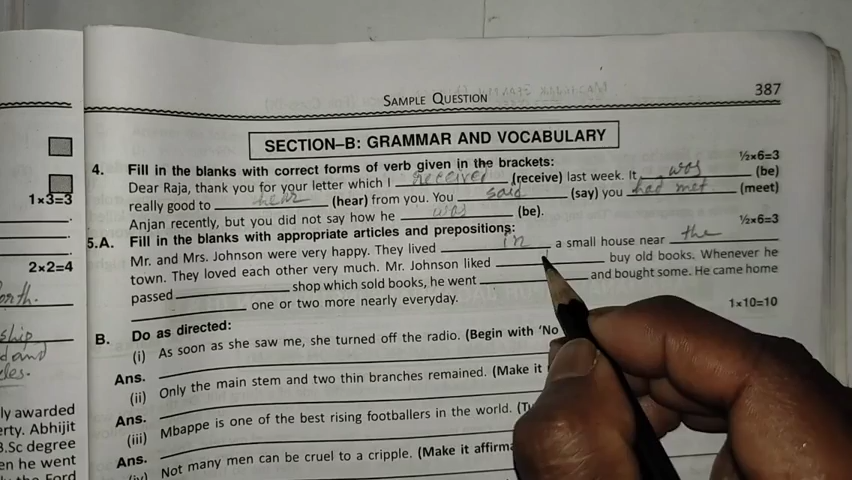 SAMPLE QUESTION
387
SECTION–B: GRAMMAR AND VOCABULARY
4. Fill in the blanks with correct forms of verb given in the brackets: ½×6=3
Dear Raja, thank you for your letter which I received (receive) last week. It was (be)
really good to hear (hear) from you. You said (say) you had met (meet)
Anjan recently, but you did not say how he was (be).
5.A. Fill in the blanks with appropriate articles and prepositions: ½×6=3
Mr. and Mrs. Johnson were very happy. They lived in a small house near the
town. They loved each other very much. Mr. Johnson liked buy old books. Whenever he
passed shop which sold books, he went and bought some. He came home
one or two more nearly everyday.
B. Do as directed: 1×10=10
(i) As soon as she saw me, she turned off the radio. (Begin with 'No
Ans.
(ii) Only the main stem and two thin branches remained. (Make it
Ans.
(iii) Mbappe is one of the best rising footballers in the world.
Ans.
(iv) Not many men can be cruel to a cripple. (Make it affirma
1×3=3
2×2=4
orth.
ship
d and
cles.
ly awarded
erty. Abhijit
B.Sc degree
en he went
ly the Ford